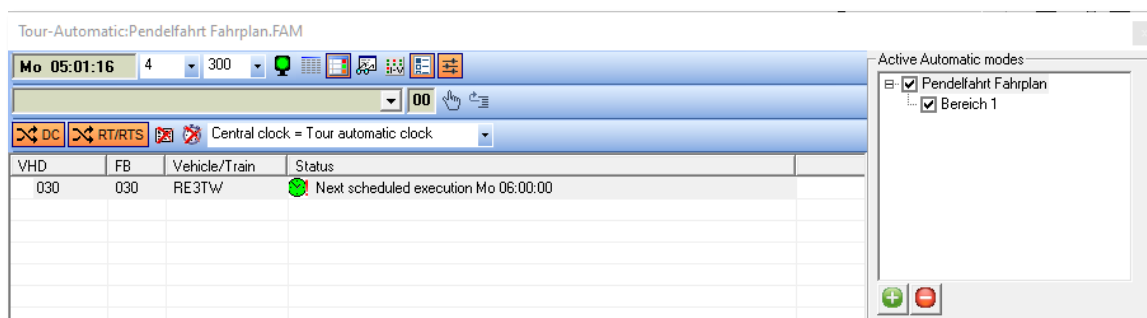 Tour-Automatic:Pendelfahrt Fahrplan.FAM
Mo 05:01:16 4 300
00
DC RT/RTS Central clock = Tour automatic clock
VHD FB Vehicle/Train Status
030 030 RE3TW Next scheduled execution Mo 06:00:00
Active Automatic modes
Pendelfahrt Fahrplan
Bereich 1